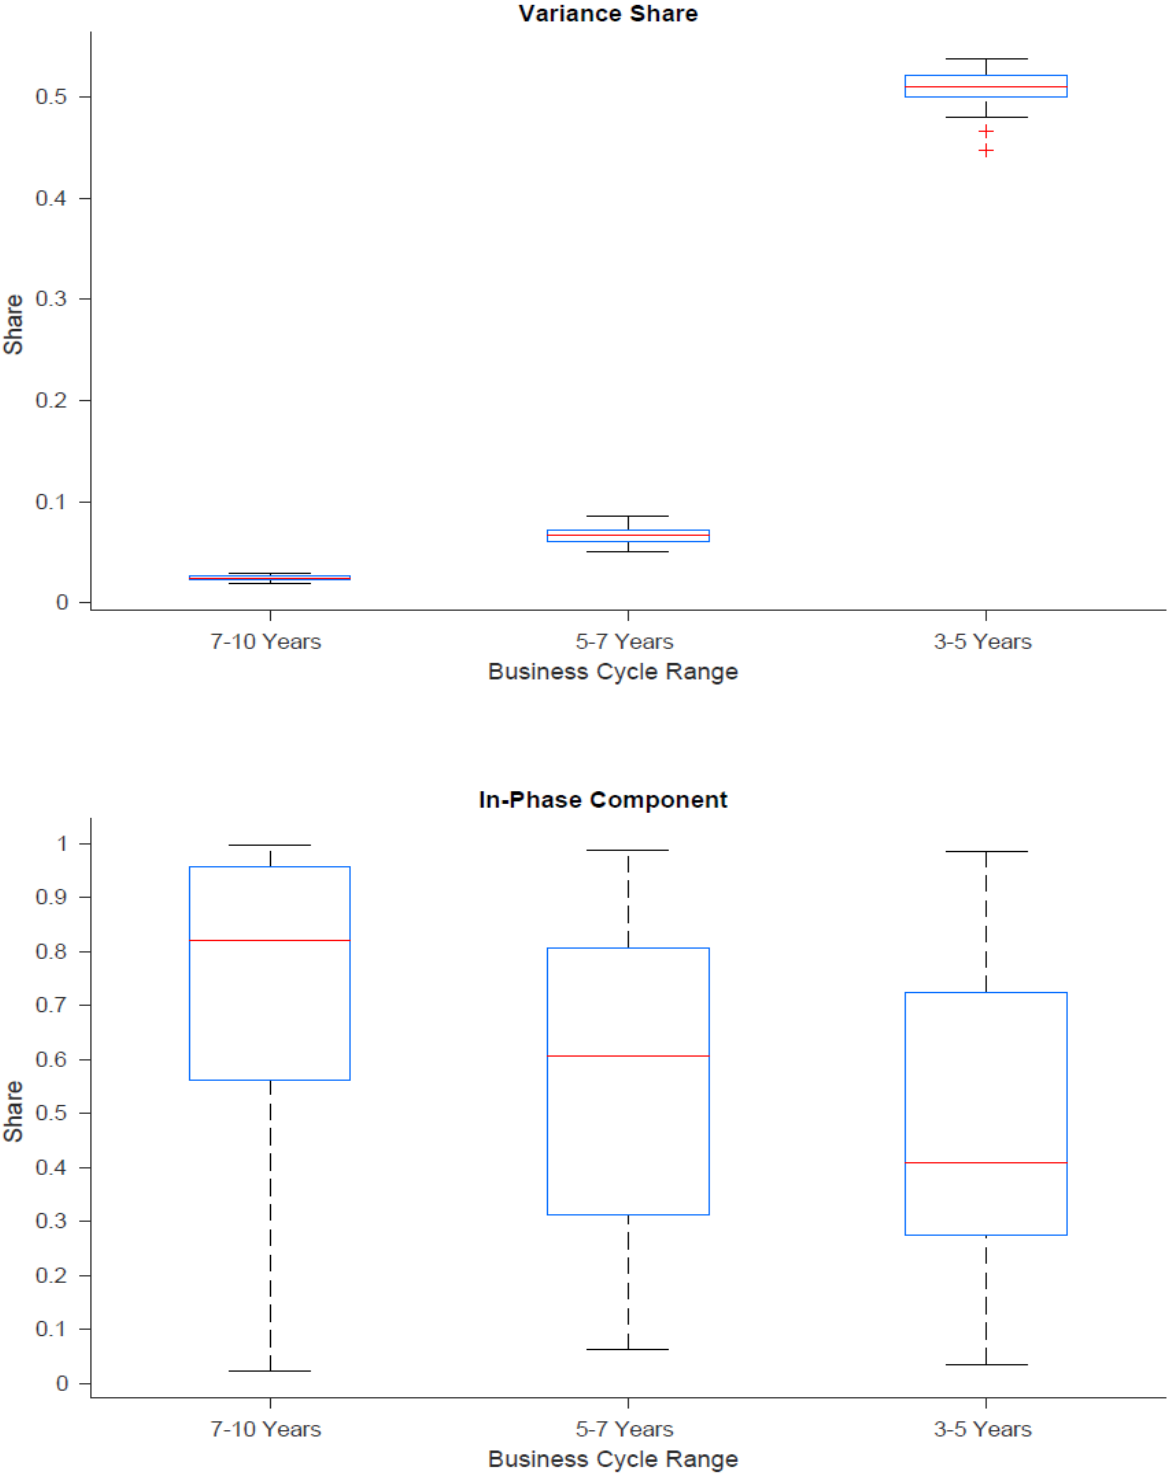 Variance Share
0.5
0.4
0.3
0.2
0.1
0
Share
7-10 Years
5-7 Years
3-5 Years
Business Cycle Range
In-Phase Component
1
0.9
0.8
0.7
0.6
0.5
0.4
0.3
0.2
0.1
0
Share
7-10 Years
5-7 Years
3-5 Years
Business Cycle Range